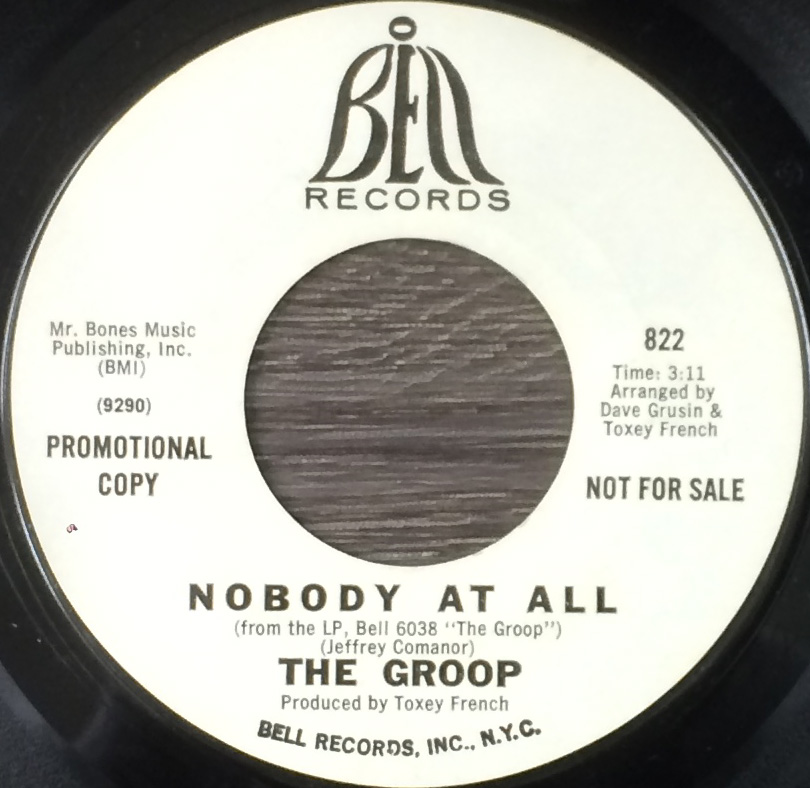 BELL
RECORDS
Mr. Bones Music
Publishing, Inc.
(BMI)
(9290)
PROMOTIONAL
COPY
822
Time: 3:11
Arranged by
Dave Grusin &
Toxey French
NOT FOR SALE
NOBODY AT ALL
(from the LP, Bell 6038 "The Groop")
(Jeffrey Comanor)
THE GROOP
Produced by Toxey French
BELL RECORDS, INC., N.Y.C.